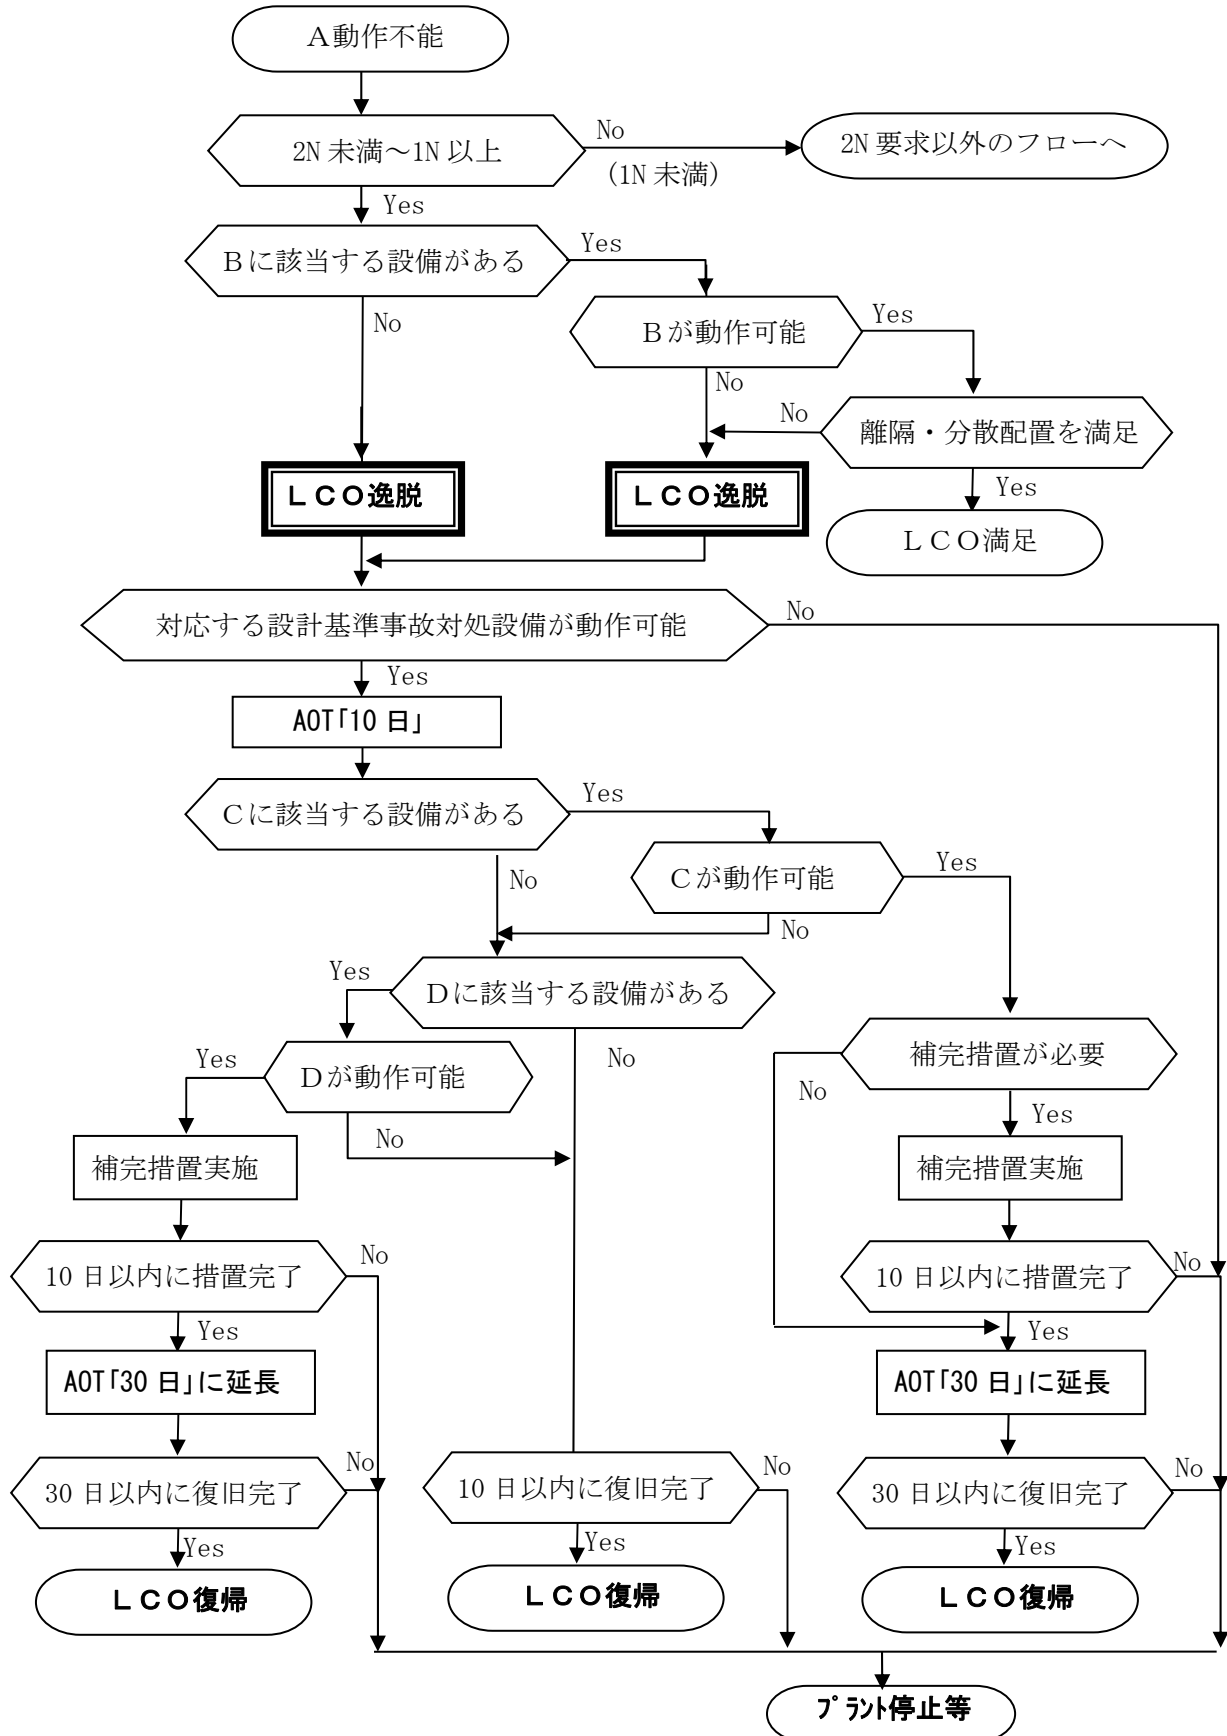 A動作不能
2N未満～1N以上
No
(1N未満)
2N要求以外のフローへ
Yes
Bに該当する設備がある
Yes
No
Bが動作可能
Yes
No
No
離隔・分散配置を満足
LCO逸脱
LCO逸脱
Yes
LCO満足
対応する設計基準事故対処設備が動作可能
No
Yes
AOT「10日」
Cに該当する設備がある
Yes
No
Cが動作可能
Yes
No
Yes
Dに該当する設備がある
No
Yes
Dが動作可能
No
補完措置が必要
No
Yes
補完措置実施
補完措置実施
10日以内に措置完了
No
10日以内に措置完了
No
Yes
Yes
AOT「30日」に延長
AOT「30日」に延長
30日以内に復旧完了
No
10日以内に復旧完了
No
30日以内に復旧完了
No
Yes
Yes
Yes
LCO復帰
LCO復帰
LCO復帰
プラント停止等